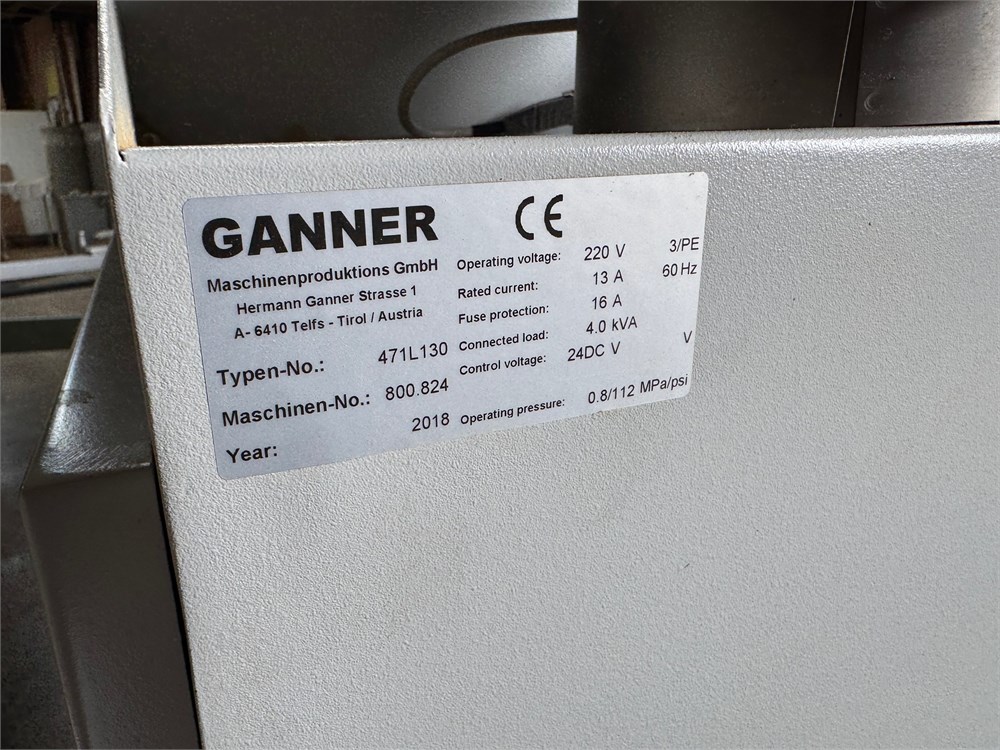 GANNER CE
Maschinenproduktions GmbH
Hermann Ganner Strasse 1
A- 6410 Telfs - Tirol / Austria
Typen-No.: 471L130
Maschinen-No.: 800.824
Year: 2018
Operating voltage: 220 V 3/PE
Rated current: 13 A 60 Hz
Fuse protection: 16 A
Connected load: 4.0 kVA
Control voltage: 24DC V V
Operating pressure: 0.8/112 MPa/psi